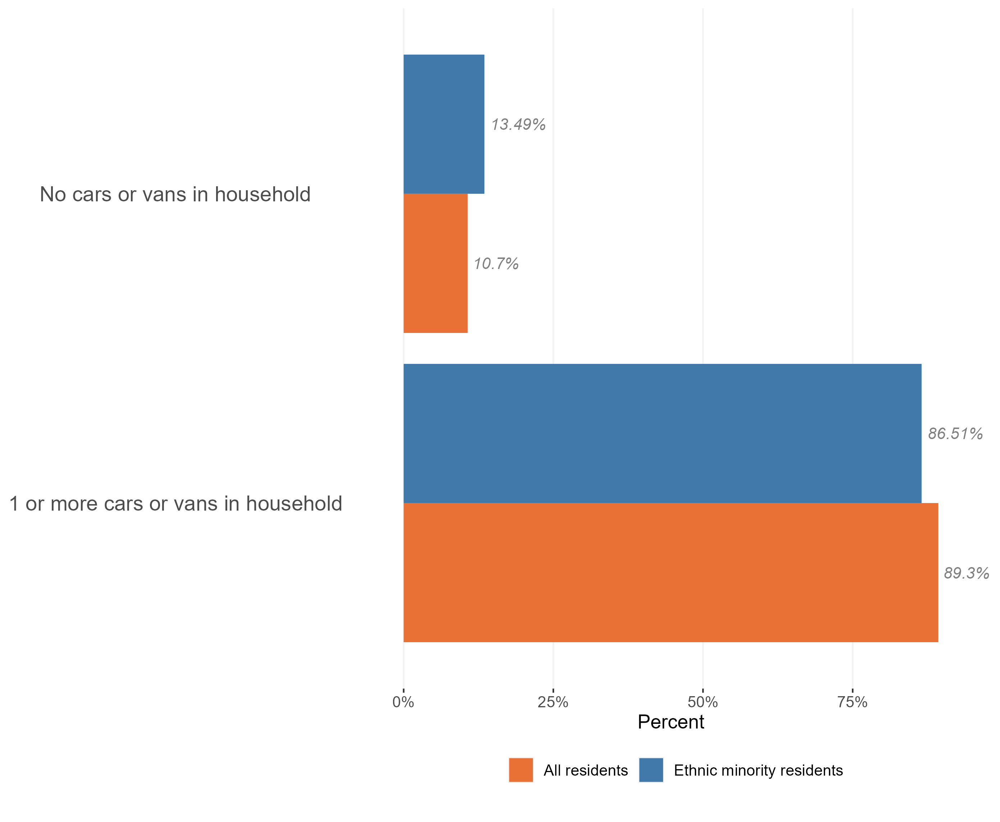 13.49%
No cars or vans in household
10.7%
86.51%
1 or more cars or vans in household
89.3%
0% 25% 50% 75%
Percent
All residents Ethnic minority residents